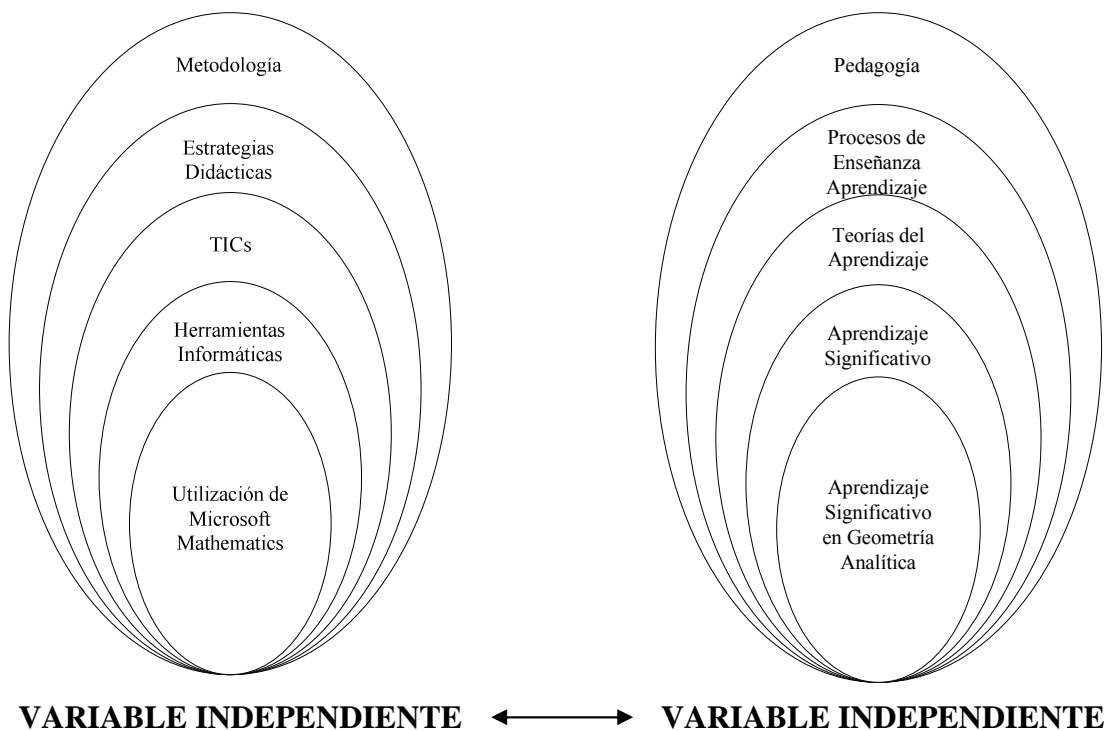 Metodología
Estrategias
Didácticas
TICs
Herramientas
Informáticas
Utilización de
Microsoft
Mathematics
VARIABLE INDEPENDIENTE
Pedagogía
Procesos de
Enseñanza
Aprendizaje
Teorías del
Aprendizaje
Aprendizaje
Significativo
Aprendizaje
Significativo
en Geometría
Analítica
VARIABLE INDEPENDIENTE